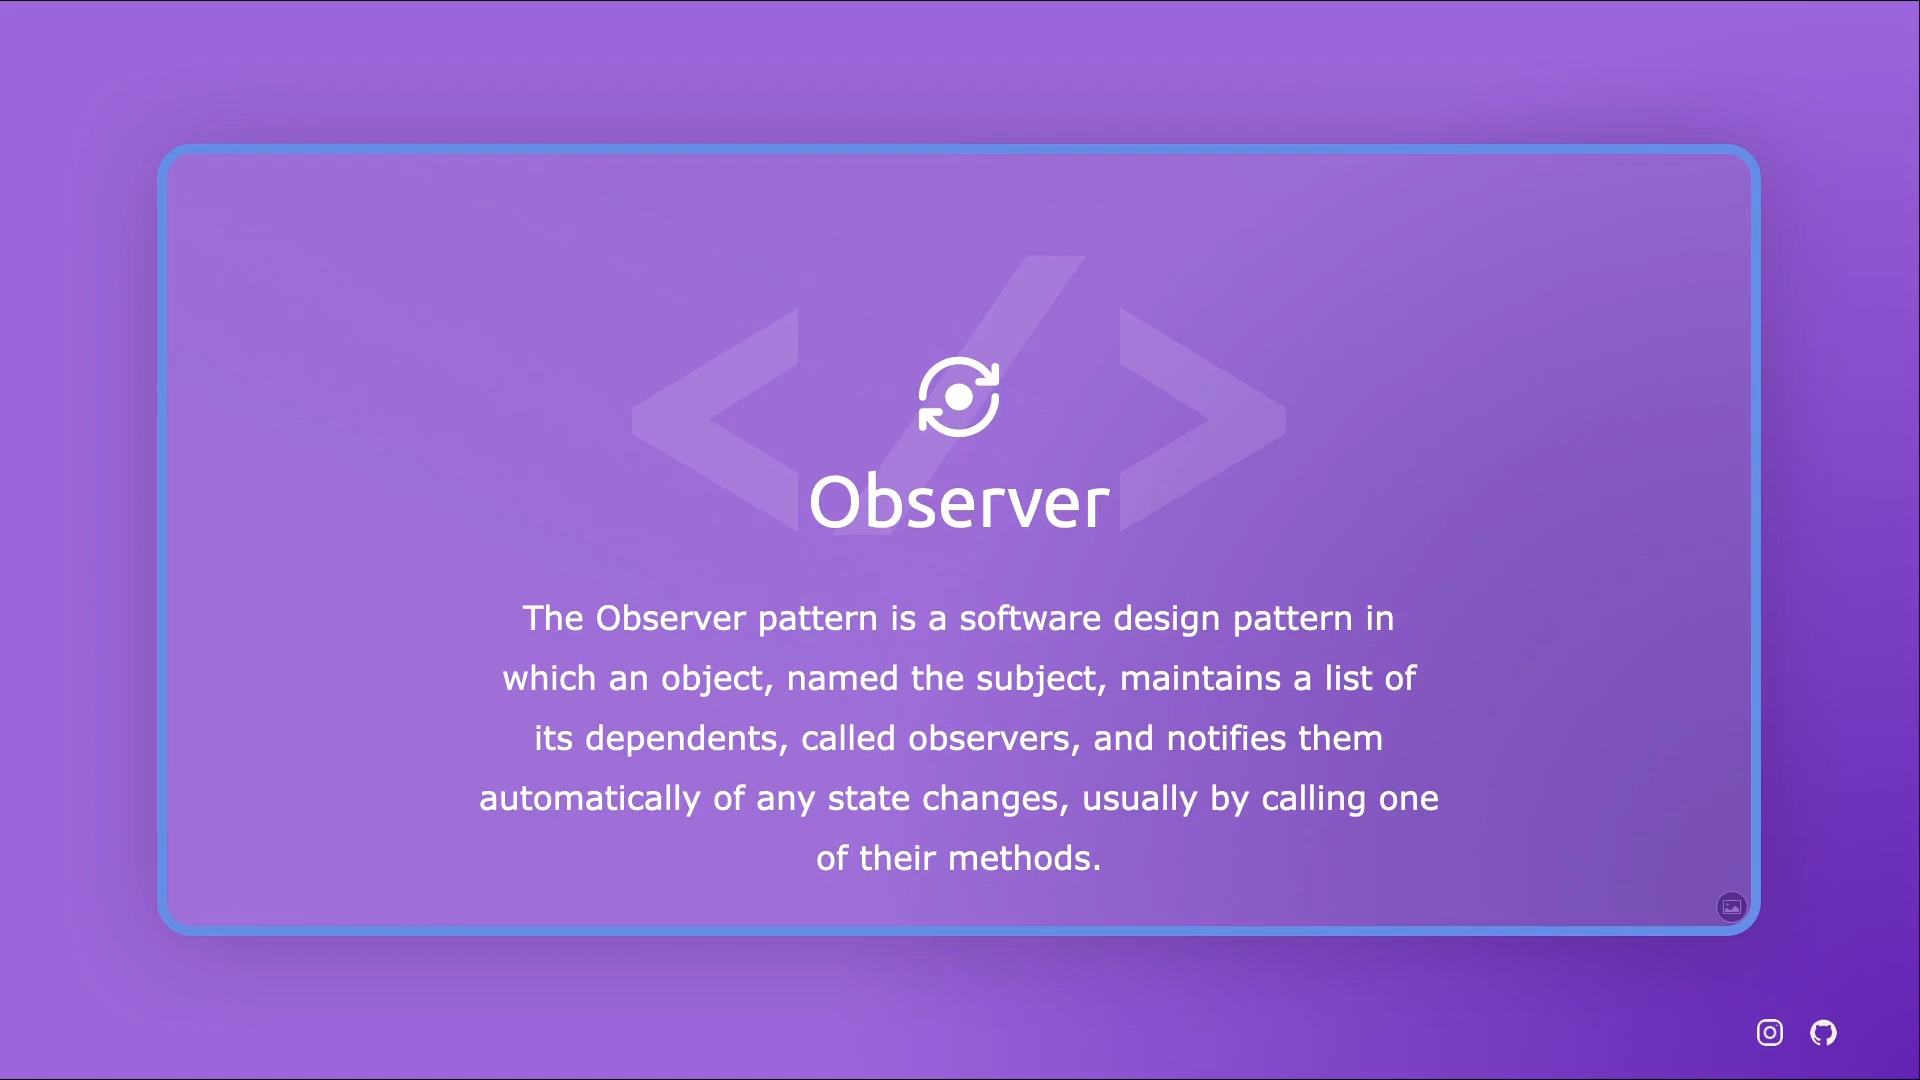 </>
Observer
The Observer pattern is a software design pattern in
which an object, named the subject, maintains a list of
its dependents, called observers, and notifies them
automatically of any state changes, usually by calling one
of their methods.